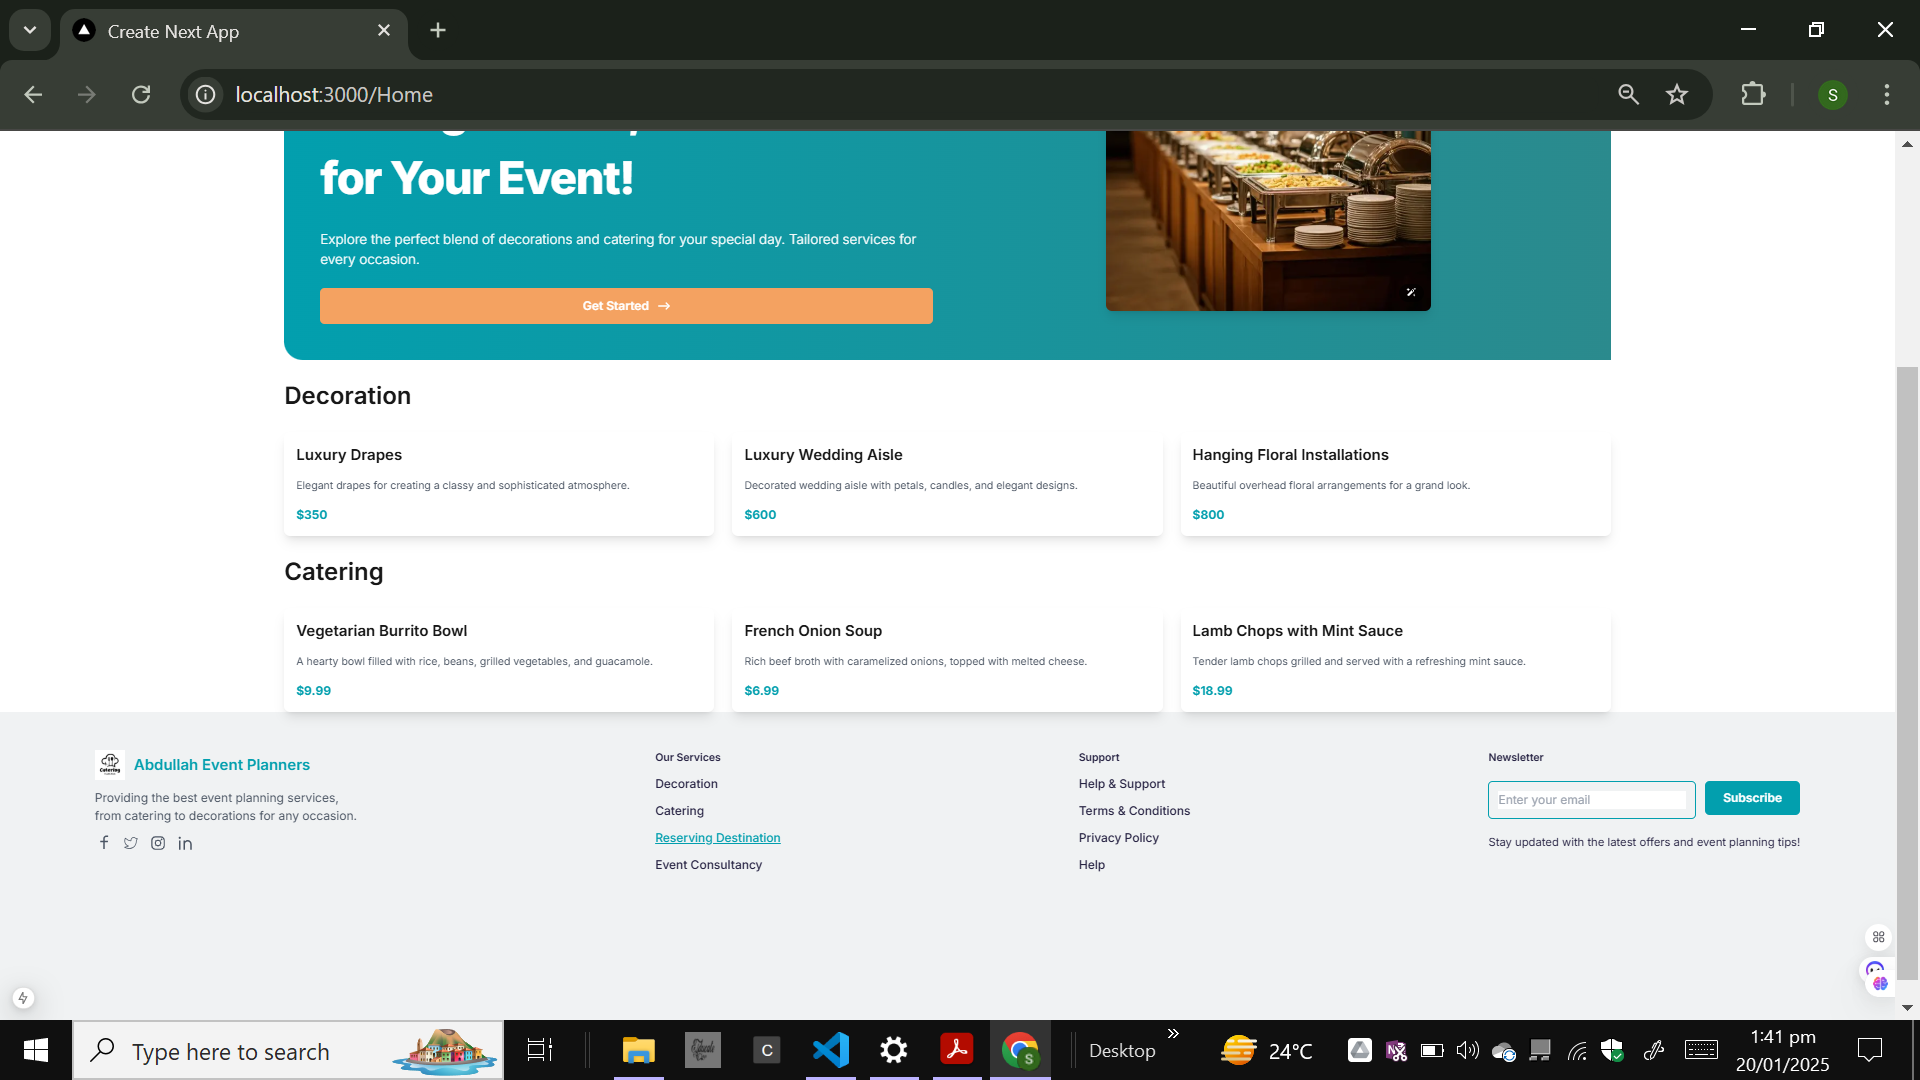 Create Next App
localhost:3000/Home
for Your Event!
Explore the perfect blend of decorations and catering for your special day. Tailored services for
every occasion.
Get Started →
Decoration
Luxury Drapes
Elegant drapes for creating a classy and sophisticated atmosphere.
$350
Luxury Wedding Aisle
Decorated wedding aisle with petals, candles, and elegant designs.
$600
Hanging Floral Installations
Beautiful overhead floral arrangements for a grand look.
$800
Catering
Vegetarian Burrito Bowl
A hearty bowl filled with rice, beans, grilled vegetables, and guacamole.
$9.99
French Onion Soup
Rich beef broth with caramelized onions, topped with melted cheese.
$6.99
Lamb Chops with Mint Sauce
Tender lamb chops grilled and served with a refreshing mint sauce.
$18.99
Catering
Abdullah Event Planners
Providing the best event planning services,
from catering to decorations for any occasion.
Our Services
Decoration
Catering
Reserving Destination
Event Consultancy
Support
Help & Support
Terms & Conditions
Privacy Policy
Help
Newsletter
Enter your email
Subscribe
Stay updated with the latest offers and event planning tips!
Type here to search
Desktop
24°C
1:41 pm
20/01/2025